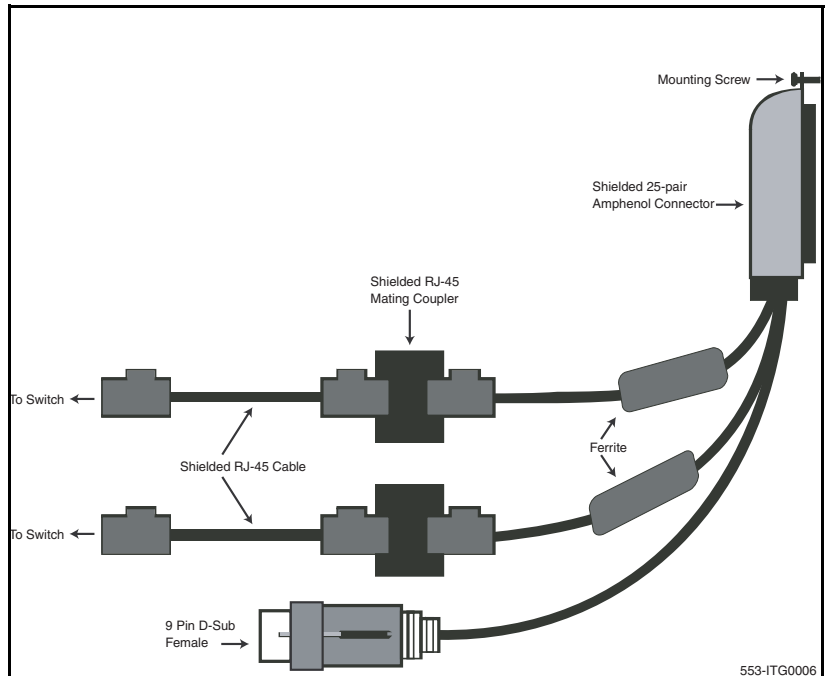 Mounting Screw
Shielded 25-pair
Amphenol Connector
Shielded RJ-45
Mating Coupler
To Switch
Ferrite
Shielded RJ-45 Cable
To Switch
9 Pin D-Sub
Female
553-ITG0006